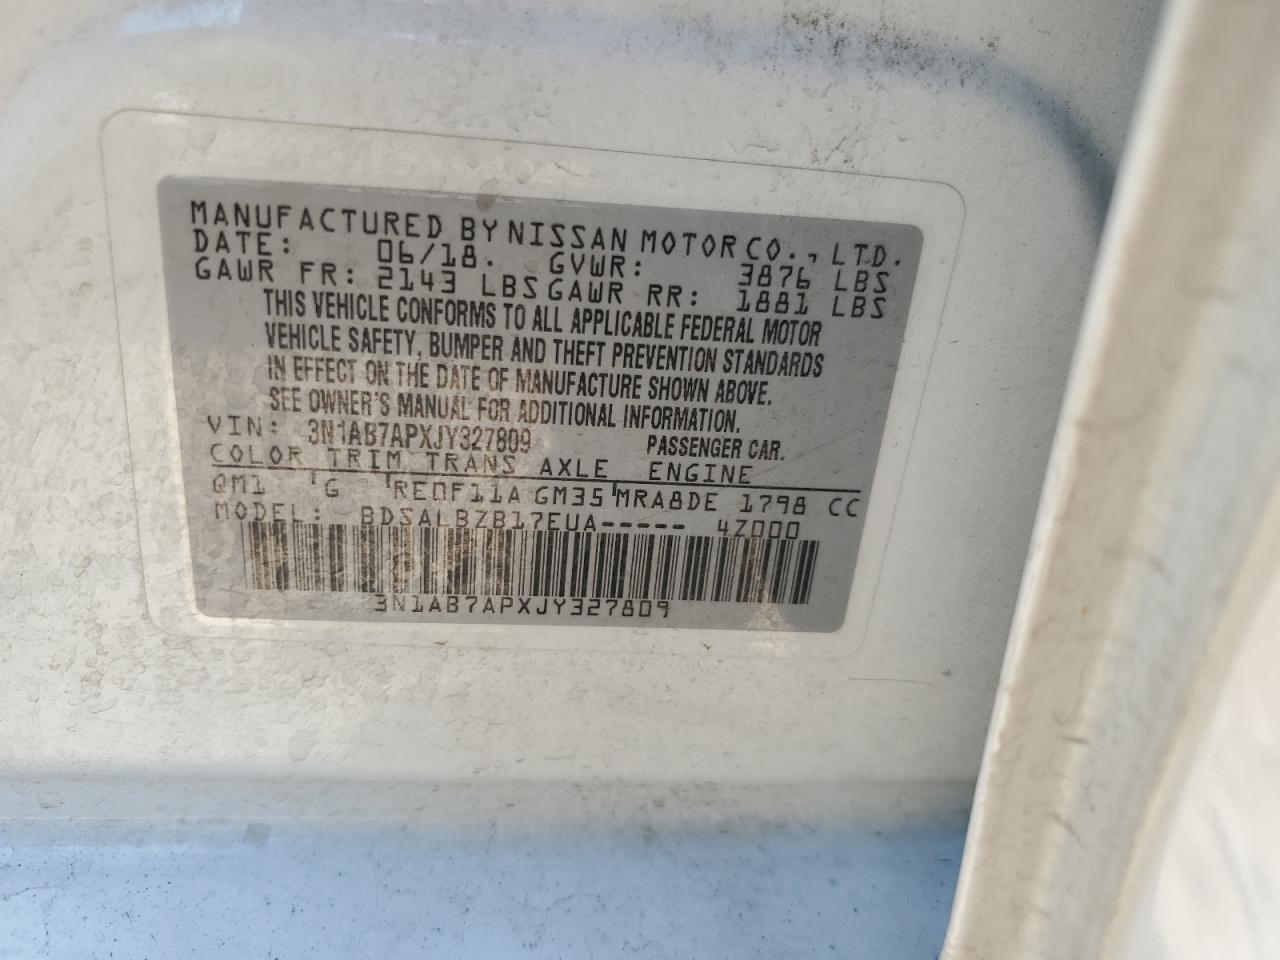 MANUFACTURED BY NISSAN MOTOR CO., LTD.
DATE: 06/18. GVWR: 3876 LBS
GAWR FR: 2143 LBS GAWR RR: 1881 LBS
THIS VEHICLE CONFORMS TO ALL APPLICABLE FEDERAL MOTOR
VEHICLE SAFETY, BUMPER AND THEFT PREVENTION STANDARDS
IN EFFECT ON THE DATE OF MANUFACTURE SHOWN ABOVE.
SEE OWNER'S MANUAL FOR ADDITIONAL INFORMATION.
VIN: 3N1AB7APXJY327809 PASSENGER CAR.
COLOR TRIM TRANS AXLE ENGINE
QM1 'G 'RE0F11A GM35'MRA8DE 1798 CC
MODEL: BDSALBZB17EUA----- 4Z000
3N1AB7APXJY327809